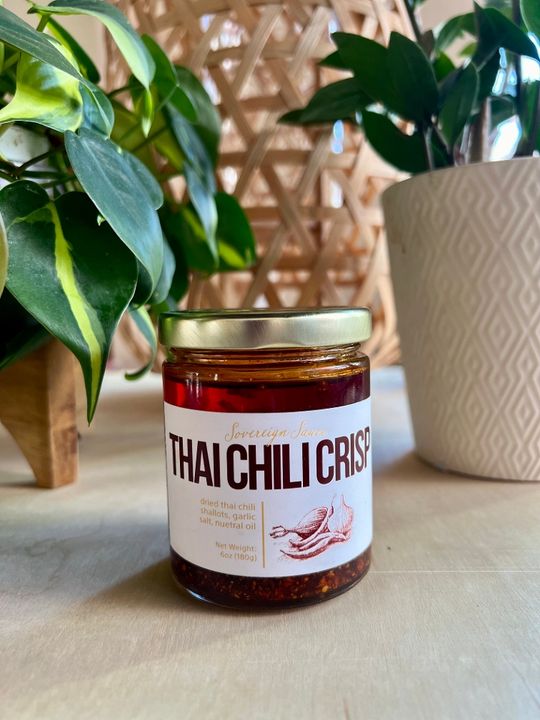 Sovereign Sauce
THAI CHILI CRISP
dried thai chili
shallots, garlic
salt, nuetral oil
Net Weight:
6oz (180g)